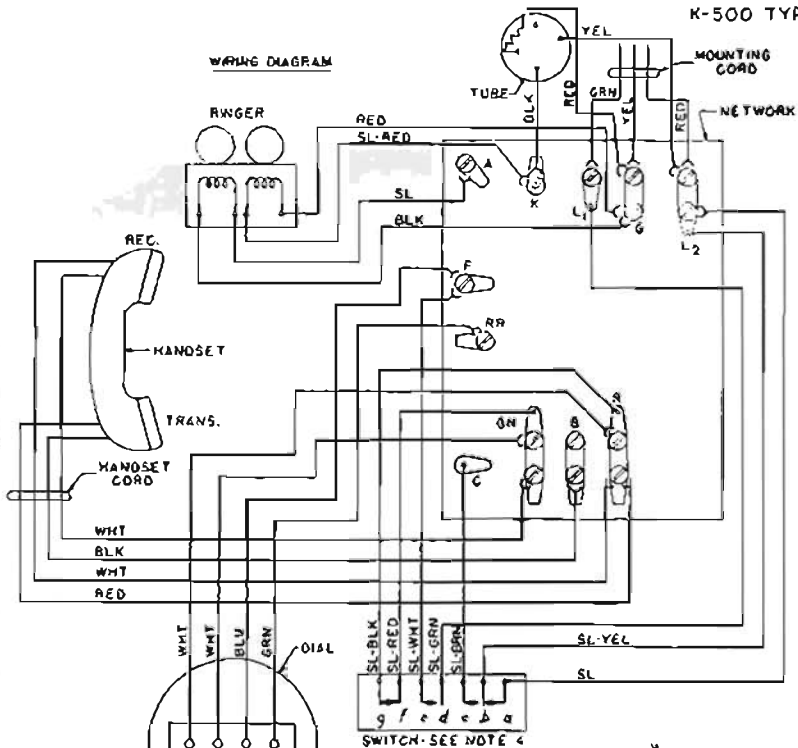 K-500 TYP
WIRING DIAGRAM
YEL
MOUNTING
CORD
TUBE
BLK
RED
GRN
YEL
RED
NETWORK
RINGER
RED
SL-RED
A
K
SL
L1
G
L2
BLK
REC.
F
RR
HANDSET
TRANS.
GN
B
R
C
HANDSET
CORD
WHT
BLK
WHT
RED
WHT
WHT
BLU
GRN
DIAL
SL-BLK
SL-RED
SL-WHT
SL-GRN
SL-BRN
SL-YEL
SL
g f e d c b a
SWITCH-SEE NOTE 4